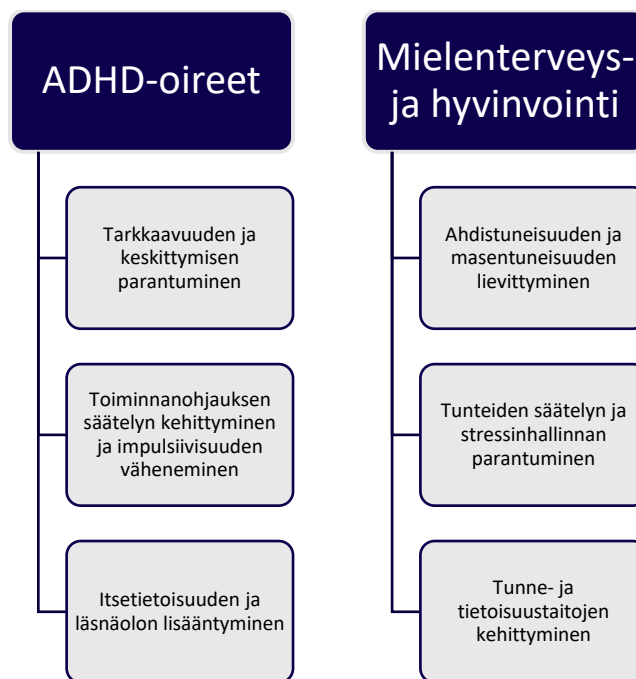 ADHD-oireet
Tarkkaavuuden ja
keskittymisen
parantuminen
Toiminnanohjauksen
säätelyn kehittyminen
ja impulsiivisuuden
väheneminen
Itsetietoisuuden ja
läsnäolon lisääntyminen
Mielenterveys-
ja hyvinvointi
Ahdistuneisuuden ja
masentuneisuuden
lievittyminen
Tunteiden säätelyn ja
stressinhallinnan
parantuminen
Tunne- ja
tietoisuustaitojen
kehittyminen